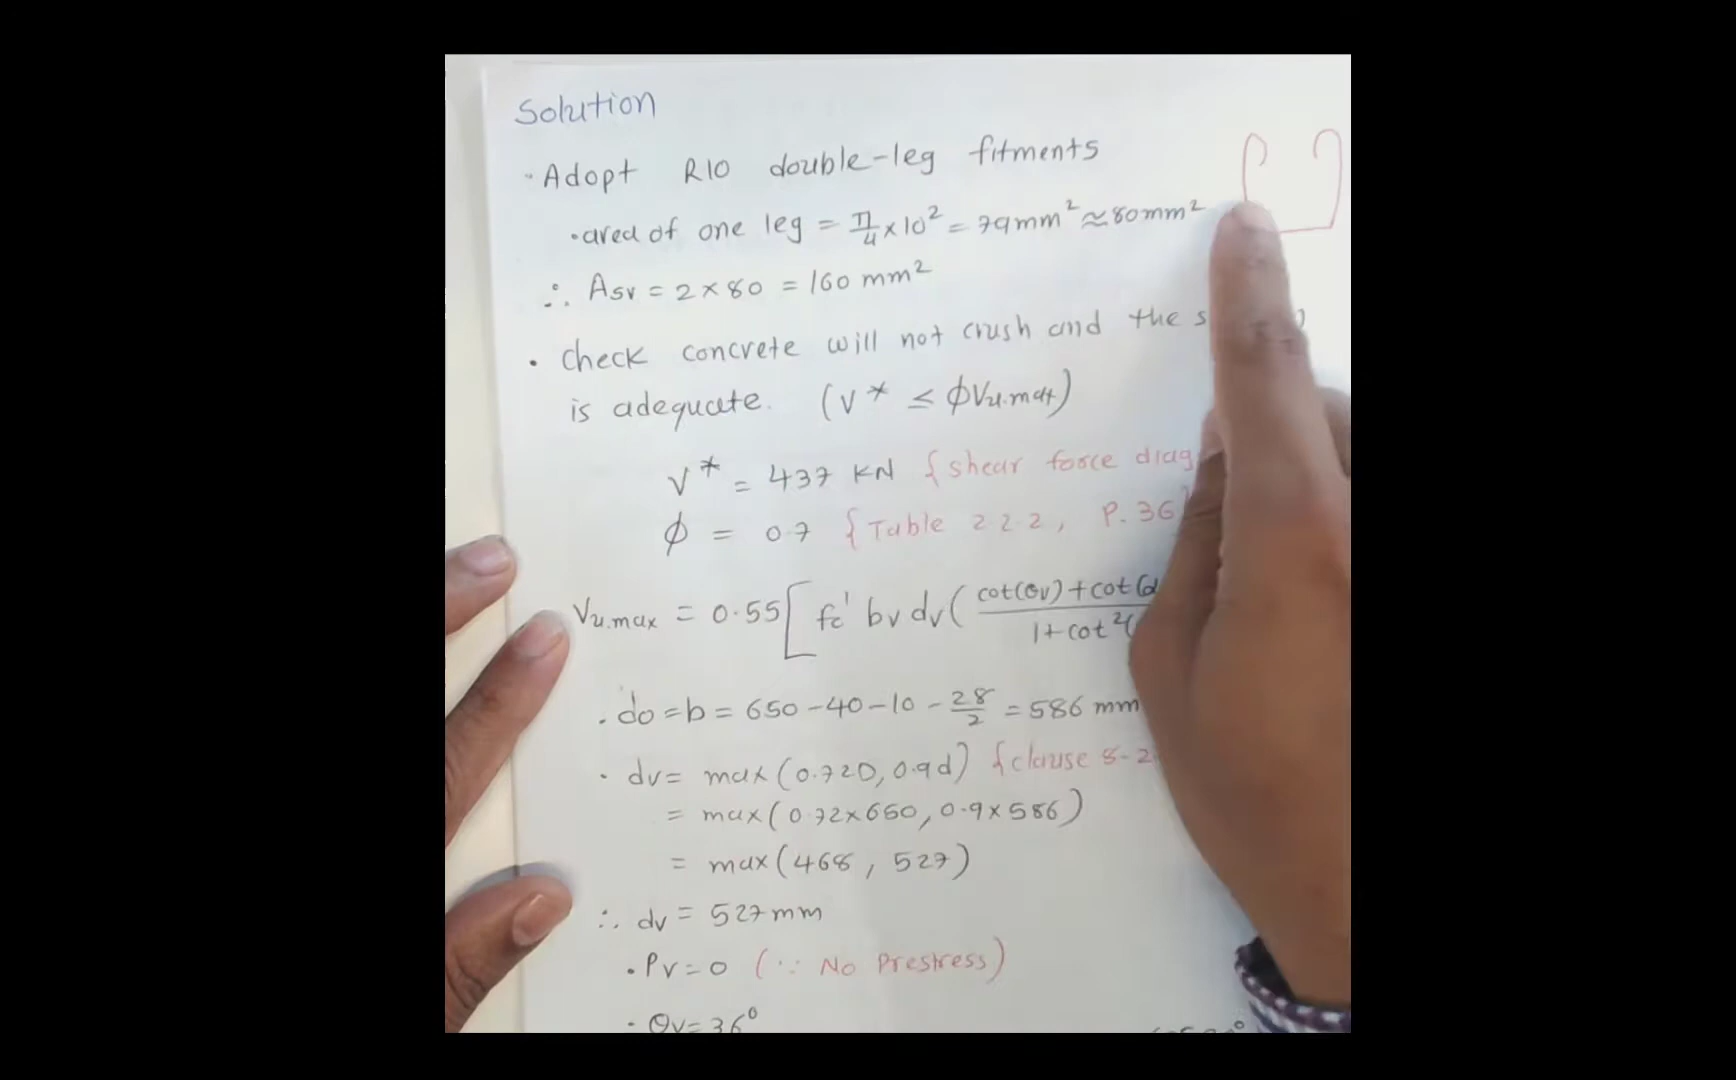 Solution
· Adopt R10 double-leg fitments
· area of one leg = π/4 × 10² = 79mm² ≈ 80mm²
∴ Asv = 2 × 80 = 160 mm²
· check concrete will not crush and the
is adequate. (V* ≤ ϕVu.max)
V* = 437 KN {shear force
ϕ = 0.7 {Table 2.2.2, P. 36
Vu.max = 0.55 [ fc' bv dv ( cot(θv) + cot / 1 + cot²
· do = b = 650 - 40 - 10 - 28/2 = 586 mm
· dv = max (0.72D, 0.9d) {clause 8.2
= max (0.72×650, 0.9×586)
= max (468, 527)
∴ dv = 527mm
· Pv = 0 (∵ No Prestress)
· θv = 36°